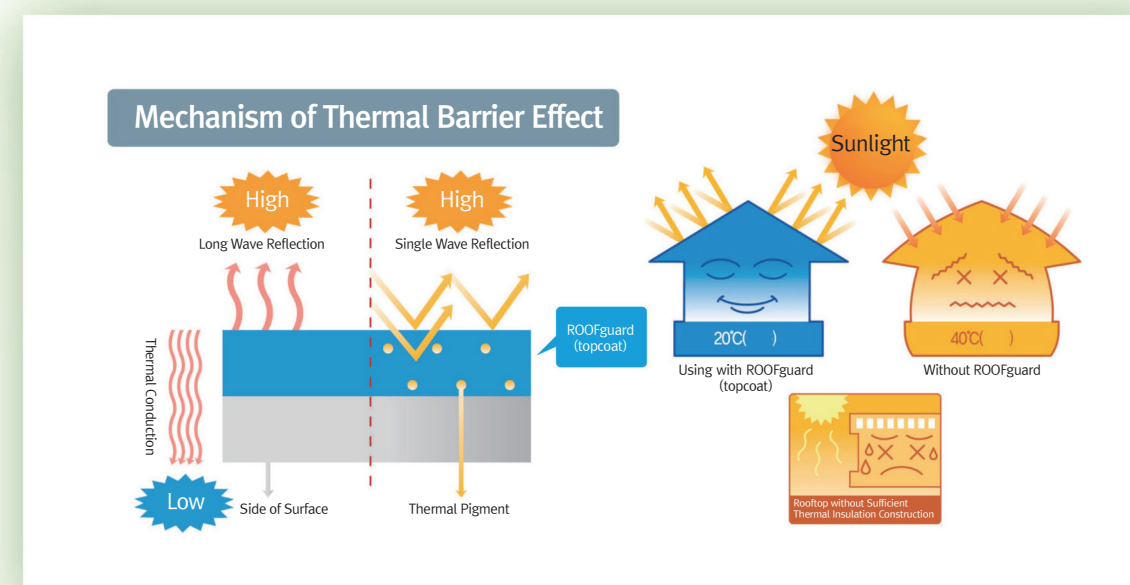 Mechanism of Thermal Barrier Effect
High
Long Wave Reflection
High
Single Wave Reflection
Thermal Conduction
Low
Side of Surface
Thermal Pigment
ROOFguard
(topcoat)
Sunlight
20℃( )
Using with ROOFguard
(topcoat)
40℃( )
Without ROOFguard
Rooftop without Sufficient
Thermal Insulation Construction